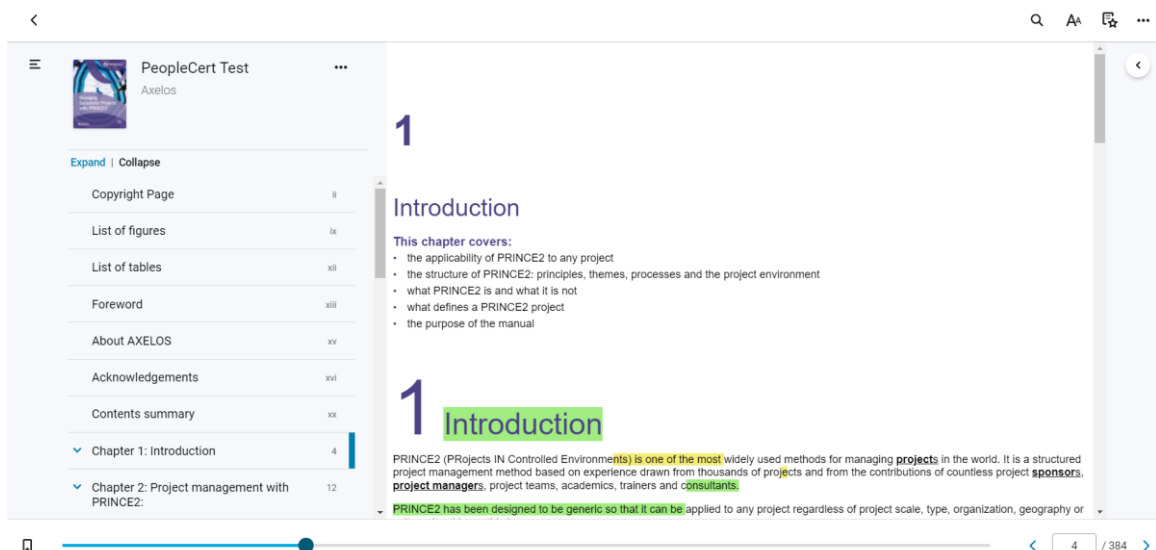 PeopleCert Test
Axelos
Expand | Collapse
Copyright Page ii
List of figures ix
List of tables xii
Foreword xiii
About AXELOS xv
Acknowledgements xvi
Contents summary xx
Chapter 1: Introduction 4
Chapter 2: Project management with 12
PRINCE2:
1
Introduction
This chapter covers:
• the applicability of PRINCE2 to any project
• the structure of PRINCE2: principles, themes, processes and the project environment
• what PRINCE2 is and what it is not
• what defines a PRINCE2 project
• the purpose of the manual
1 Introduction
PRINCE2 (PRojects IN Controlled Environments) is one of the most widely used methods for managing projects in the world. It is a structured
project management method based on experience drawn from thousands of projects and from the contributions of countless project sponsors,
project managers, project teams, academics, trainers and consultants.
PRINCE2 has been designed to be generic so that it can be applied to any project regardless of project scale, type, organization, geography or
4 / 384